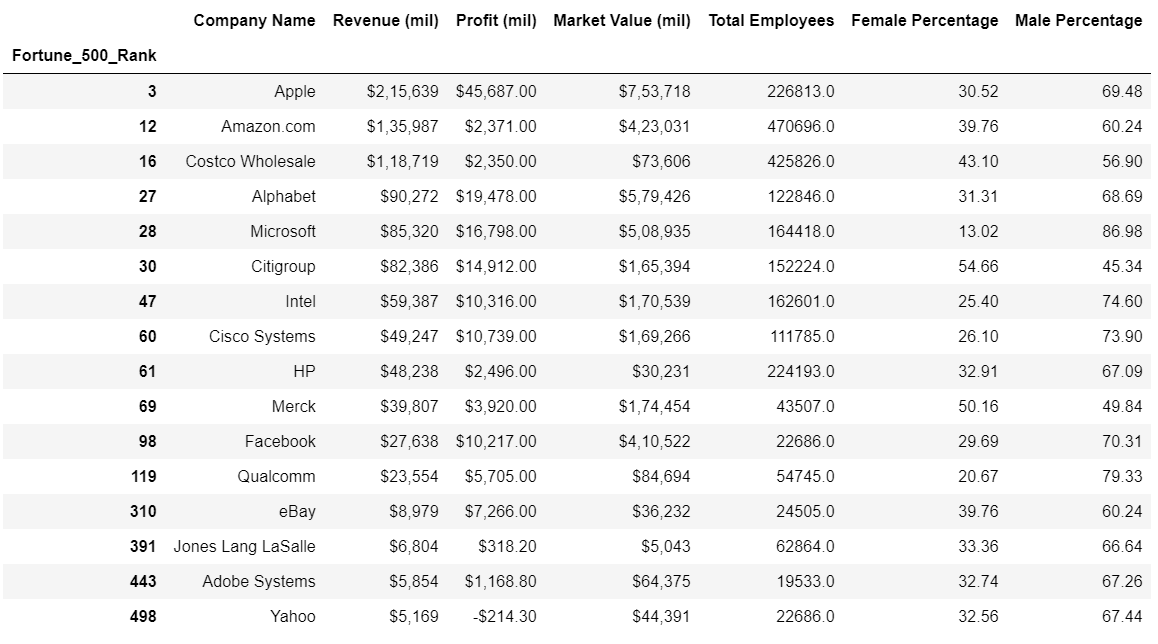 Company Name Revenue (mil) Profit (mil) Market Value (mil) Total Employees Female Percentage Male Percentage
Fortune_500_Rank
3 Apple $2,15,639 $45,687.00 $7,53,718 226813.0 30.52 69.48
12 Amazon.com $1,35,987 $2,371.00 $4,23,031 470696.0 39.76 60.24
16 Costco Wholesale $1,18,719 $2,350.00 $73,606 425826.0 43.10 56.90
27 Alphabet $90,272 $19,478.00 $5,79,426 122846.0 31.31 68.69
28 Microsoft $85,320 $16,798.00 $5,08,935 164418.0 13.02 86.98
30 Citigroup $82,386 $14,912.00 $1,65,394 152224.0 54.66 45.34
47 Intel $59,387 $10,316.00 $1,70,539 162601.0 25.40 74.60
60 Cisco Systems $49,247 $10,739.00 $1,69,266 111785.0 26.10 73.90
61 HP $48,238 $2,496.00 $30,231 224193.0 32.91 67.09
69 Merck $39,807 $3,920.00 $1,74,454 43507.0 50.16 49.84
98 Facebook $27,638 $10,217.00 $4,10,522 22686.0 29.69 70.31
119 Qualcomm $23,554 $5,705.00 $84,694 54745.0 20.67 79.33
310 eBay $8,979 $7,266.00 $36,232 24505.0 39.76 60.24
391 Jones Lang LaSalle $6,804 $318.20 $5,043 62864.0 33.36 66.64
443 Adobe Systems $5,854 $1,168.80 $64,375 19533.0 32.74 67.26
498 Yahoo $5,169 -$214.30 $44,391 22686.0 32.56 67.44